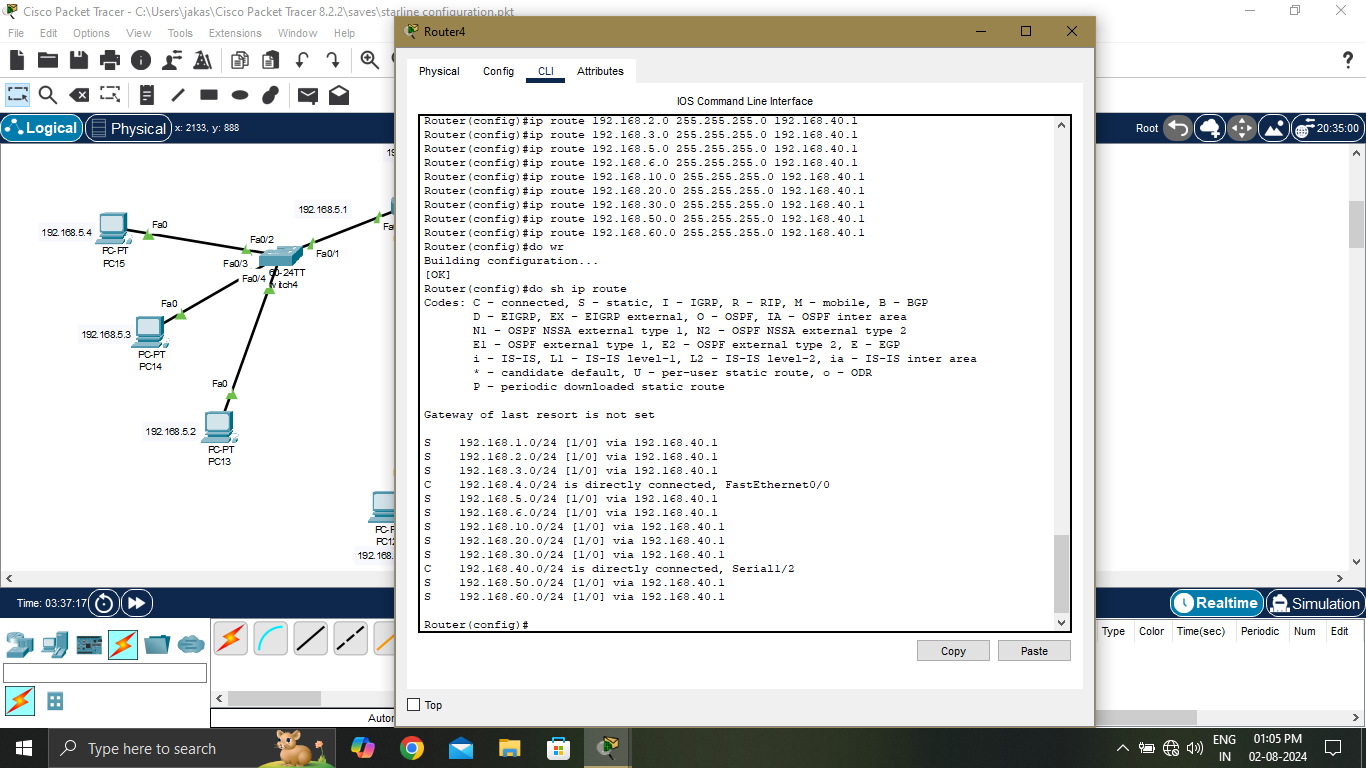 Cisco Packet Tracer - C:\Users\jakas\Cisco Packet Tracer 8.2.2\saves\starline configuration.pkt
File Edit Options View Tools Extensions Window Help
Logical Physical x: 2133, y: 888
Root 20:35:00
192.168.5.1
192.168.5.4
Fa0
Fa0/2
Fa0/1
PC-PT
PC15
Fa0/3
Fa0/4
60-24TT
witch4
Fa0
192.168.5.3
PC-PT
PC14
Fa0
192.168.5.2
PC-PT
PC13
192.168.
Time: 03:37:17
Realtime Simulation
Type Color Time(sec) Periodic Num Edit
Router4
Physical Config CLI Attributes
IOS Command Line Interface
Router(config)#ip route 192.168.2.0 255.255.255.0 192.168.40.1
Router(config)#ip route 192.168.3.0 255.255.255.0 192.168.40.1
Router(config)#ip route 192.168.5.0 255.255.255.0 192.168.40.1
Router(config)#ip route 192.168.6.0 255.255.255.0 192.168.40.1
Router(config)#ip route 192.168.10.0 255.255.255.0 192.168.40.1
Router(config)#ip route 192.168.20.0 255.255.255.0 192.168.40.1
Router(config)#ip route 192.168.30.0 255.255.255.0 192.168.40.1
Router(config)#ip route 192.168.50.0 255.255.255.0 192.168.40.1
Router(config)#ip route 192.168.60.0 255.255.255.0 192.168.40.1
Router(config)#do wr
Building configuration...
[OK]
Router(config)#do sh ip route
Codes: C - connected, S - static, I - IGRP, R - RIP, M - mobile, B - BGP
D - EIGRP, EX - EIGRP external, O - OSPF, IA - OSPF inter area
N1 - OSPF NSSA external type 1, N2 - OSPF NSSA external type 2
E1 - OSPF external type 1, E2 - OSPF external type 2, E - EGP
i - IS-IS, L1 - IS-IS level-1, L2 - IS-IS level-2, ia - IS-IS inter area
* - candidate default, U - per-user static route, o - ODR
P - periodic downloaded static route
Gateway of last resort is not set
S 192.168.1.0/24 [1/0] via 192.168.40.1
S 192.168.2.0/24 [1/0] via 192.168.40.1
S 192.168.3.0/24 [1/0] via 192.168.40.1
C 192.168.4.0/24 is directly connected, FastEthernet0/0
S 192.168.5.0/24 [1/0] via 192.168.40.1
S 192.168.6.0/24 [1/0] via 192.168.40.1
S 192.168.10.0/24 [1/0] via 192.168.40.1
S 192.168.20.0/24 [1/0] via 192.168.40.1
S 192.168.30.0/24 [1/0] via 192.168.40.1
C 192.168.40.0/24 is directly connected, Serial1/2
S 192.168.50.0/24 [1/0] via 192.168.40.1
S 192.168.60.0/24 [1/0] via 192.168.40.1
Router(config)#
Copy Paste
Top
Type here to search
ENG
IN
01:05 PM
02-08-2024